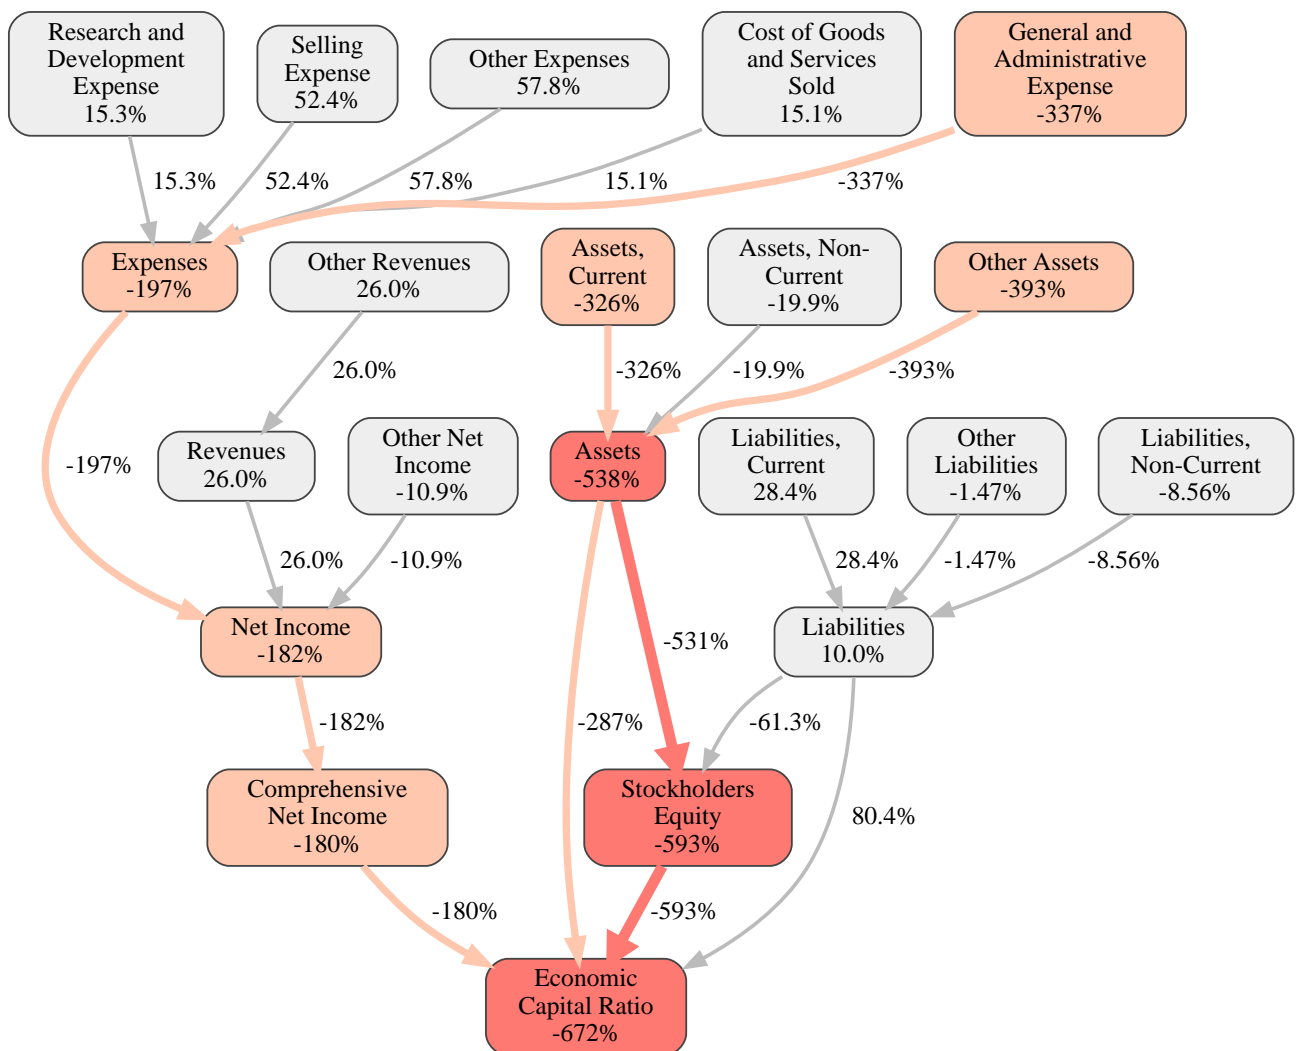 Research and
Development
Expense
15.3%
Selling
Expense
52.4%
Other Expenses
57.8%
Cost of Goods
and Services
Sold
15.1%
General and
Administrative
Expense
-337%
15.3%
52.4%
57.8%
15.1%
-337%
Expenses
-197%
Other Revenues
26.0%
Assets,
Current
-326%
Assets, Non-
Current
-19.9%
Other Assets
-393%
26.0%
-326%
-19.9%
-393%
-197%
Revenues
26.0%
Other Net
Income
-10.9%
Assets
-538%
Liabilities,
Current
28.4%
Other
Liabilities
-1.47%
Liabilities,
Non-Current
-8.56%
26.0%
-10.9%
28.4%
-1.47%
-8.56%
Net Income
-182%
-531%
Liabilities
10.0%
-182%
-287%
-61.3%
Comprehensive
Net Income
-180%
Stockholders
Equity
-593%
80.4%
-180%
-593%
Economic
Capital Ratio
-672%